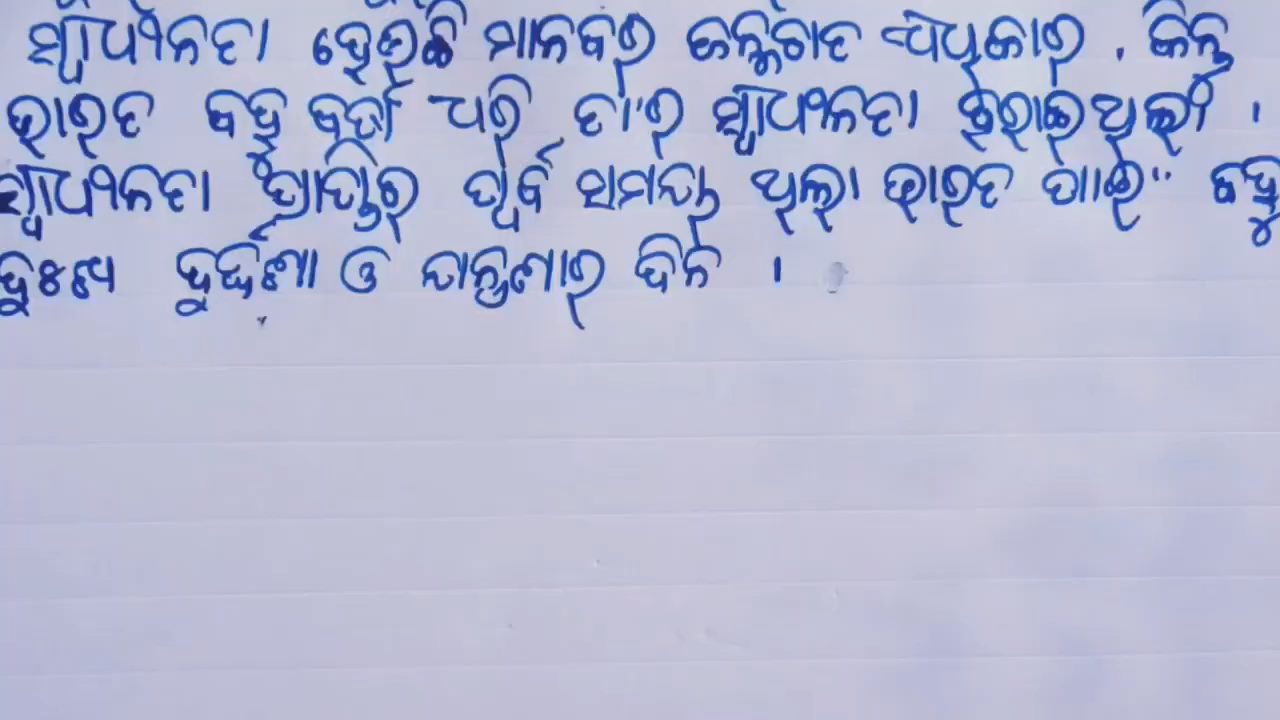 ସ୍ୱାଧୀନତା ହେଉଛି ମାନବର ଜନ୍ମଗତ ଅଧିକାର . କିନ୍ତୁ
ଭାରତ ବହୁ ବର୍ଷ ଧରି ତା'ର ସ୍ୱାଧୀନତା ହରାଇଥିଲା ।
ସ୍ୱାଧୀନତା ପ୍ରାପ୍ତିର ପୂର୍ବ ସମୟ ଥିଲା ଭାରତ ପାଇଁ ବହୁ
ଦୁଃଖ ଦୁର୍ଦ୍ଦଶା ଓ ଯନ୍ତ୍ରଣାର ଦିନ ।